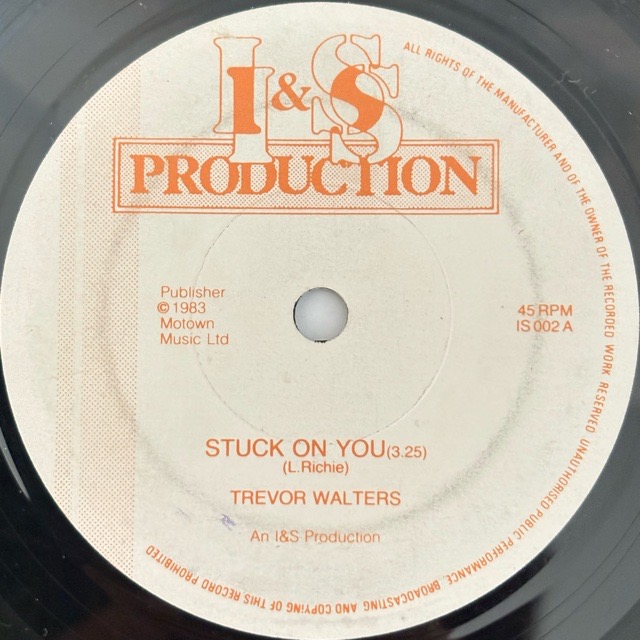 I&S
PRODUCTION
ALL RIGHTS OF THE MANUFACTURER AND OF THE OWNER OF THE RECORDED WORK RESERVED UNAUTHORISED PUBLIC PERFORMANCE, BROADCASTING AND COPYING OF THIS RECORD PROHIBITED
Publisher
© 1983
Motown
Music Ltd
45 RPM
IS 002 A
STUCK ON YOU (3.25)
(L. Richie)
TREVOR WALTERS
An I&S Production